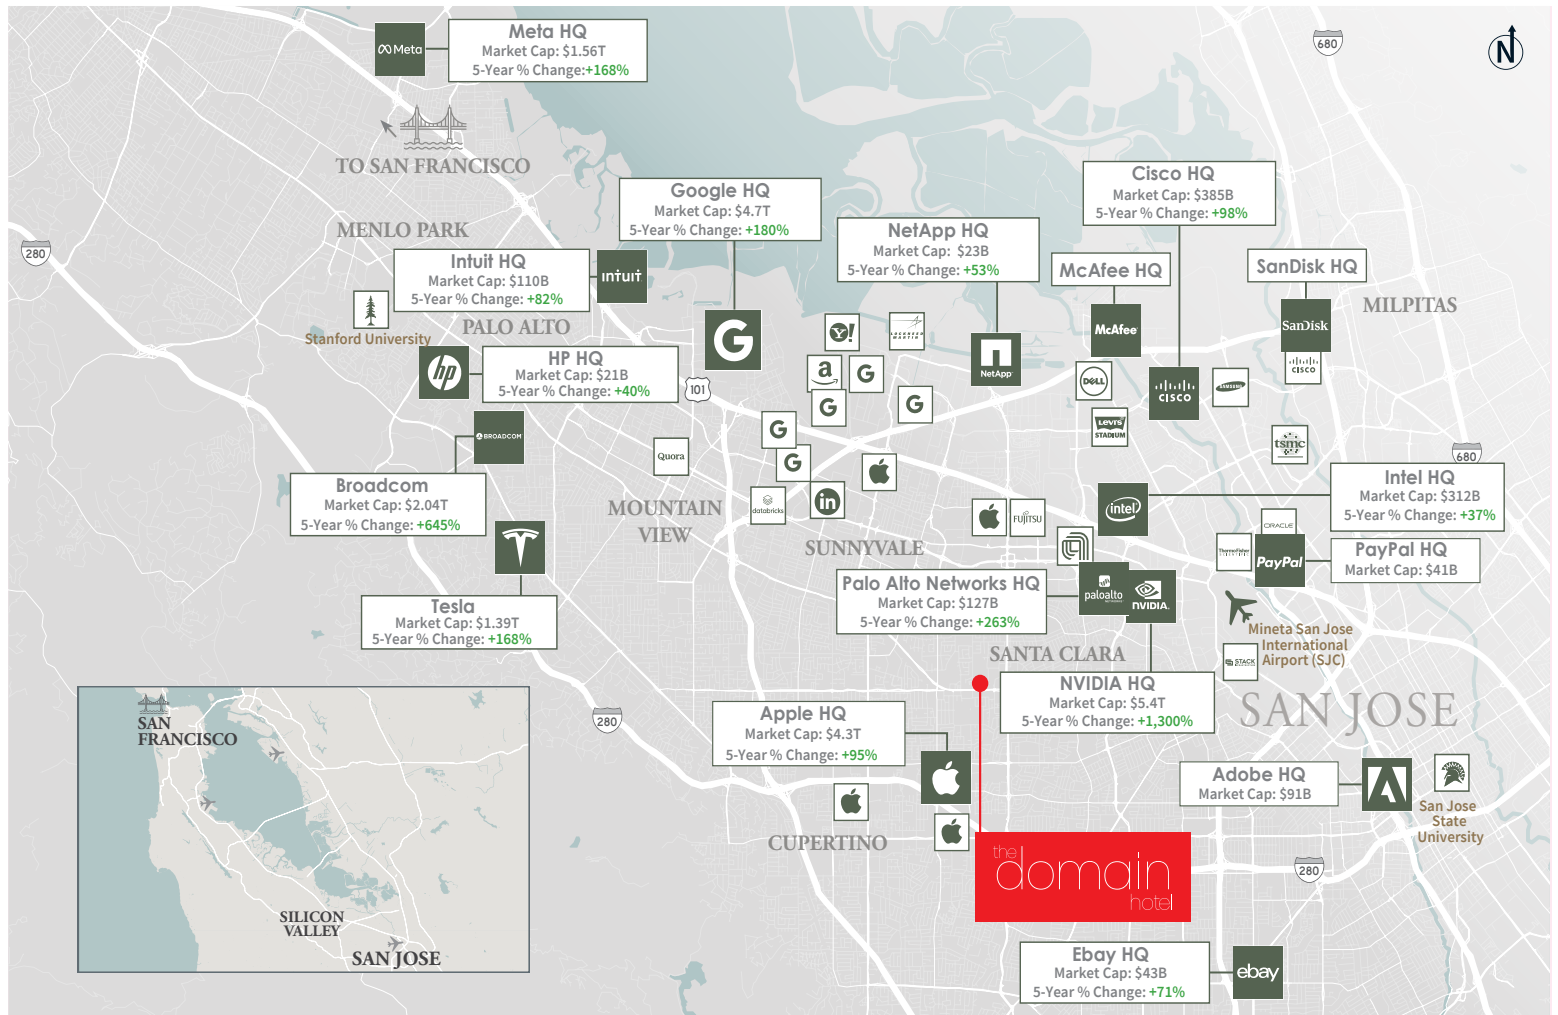 Meta HQ
Market Cap: $1.56T
5-Year % Change:+168%
Meta
680
N
TO SAN FRANCISCO
Cisco HQ
Market Cap: $385B
5-Year % Change: +98%
Google HQ
Market Cap: $4.7T
5-Year % Change: +180%
MENLO PARK
NetApp HQ
Market Cap: $23B
5-Year % Change: +53%
280
Intuit HQ
Market Cap: $110B
5-Year % Change: +82%
intuit
McAfee HQ
SanDisk HQ
MILPITAS
Stanford University
PALO ALTO
G
Y!
LOCKHEED MARTIN
NetApp
McAfee
SanDisk
CISCO
hp
HP HQ
Market Cap: $21B
5-Year % Change: +40%
101
a
G
G
G
DELL
CISCO
SAMSUNG
BROADCOM
G
LEVI'S
STADIUM
tsmc
680
Quora
G
Broadcom
Market Cap: $2.04T
5-Year % Change: +645%
Intel HQ
Market Cap: $312B
5-Year % Change: +37%
MOUNTAIN
VIEW
databricks
in
FUJITSU
intel
ORACLE
SUNNYVALE
ThermoFisher
PayPal
PayPal HQ
Market Cap: $41B
Palo Alto Networks HQ
Market Cap: $127B
5-Year % Change: +263%
paloalto
NETWORKS
NVIDIA
Tesla
Market Cap: $1.39T
5-Year % Change: +168%
Mineta San Jose
International
Airport (SJC)
STACK
SANTA CLARA
NVIDIA HQ
Market Cap: $5.4T
5-Year % Change: +1,300%
SAN JOSE
280
Apple HQ
Market Cap: $4.3T
5-Year % Change: +95%
SAN
FRANCISCO
Adobe HQ
Market Cap: $91B
San Jose
State
University
CUPERTINO
the
domain
hotel
280
SILICON
VALLEY
SAN JOSE
Ebay HQ
Market Cap: $43B
5-Year % Change: +71%
ebay